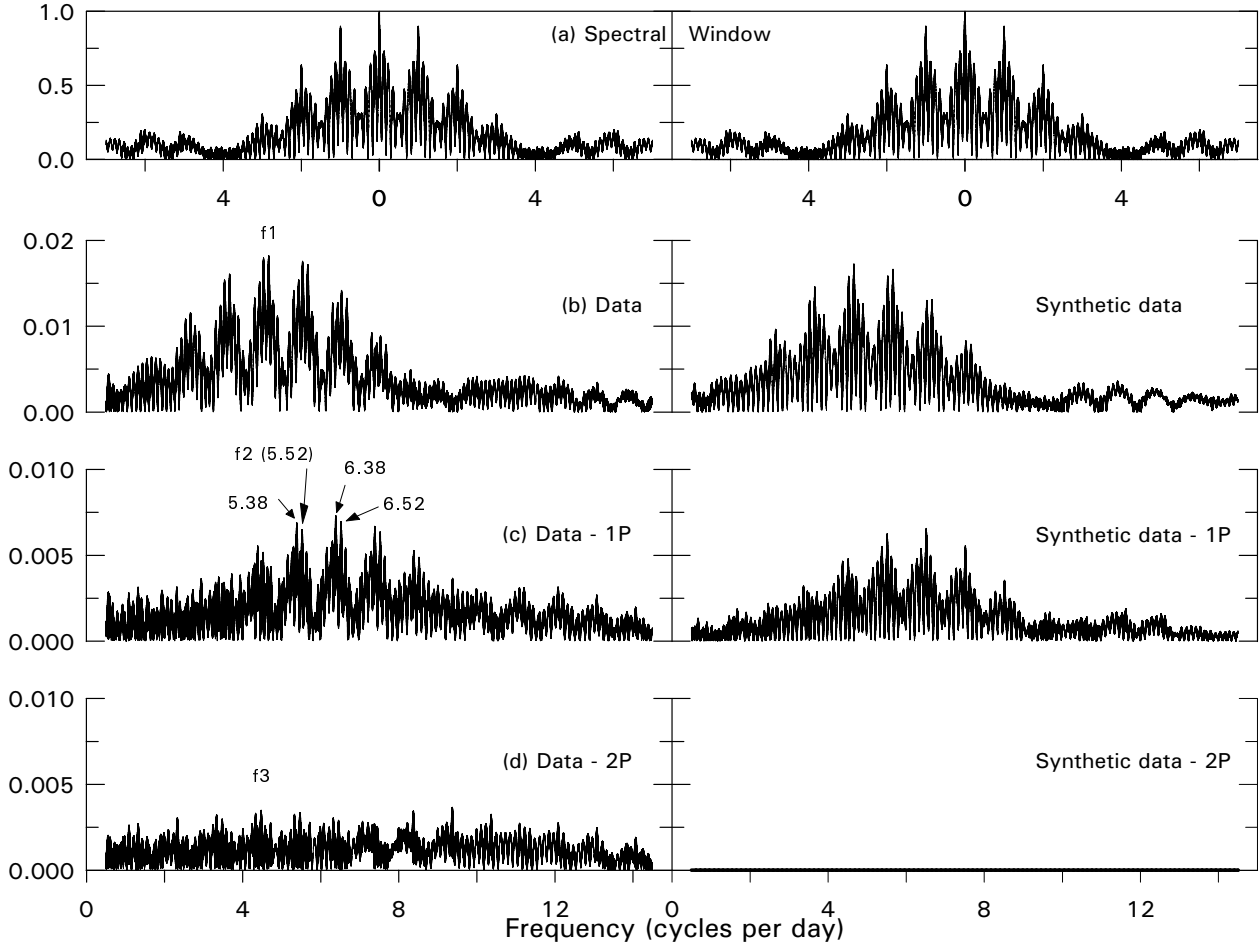 1.0
(a) Spectral Window
0.5
0.0
4 0 4 4 0 4
0.02
f1
(b) Data
Synthetic data
0.01
0.00
f2 (5.52)
6.38
0.010
5.38
6.52
(c) Data - 1P
Synthetic data - 1P
0.005
0.000
0.010
(d) Data - 2P
Synthetic data - 2P
f3
0.005
0.000
0 4 8 12 0 4 8 12
Frequency (cycles per day)